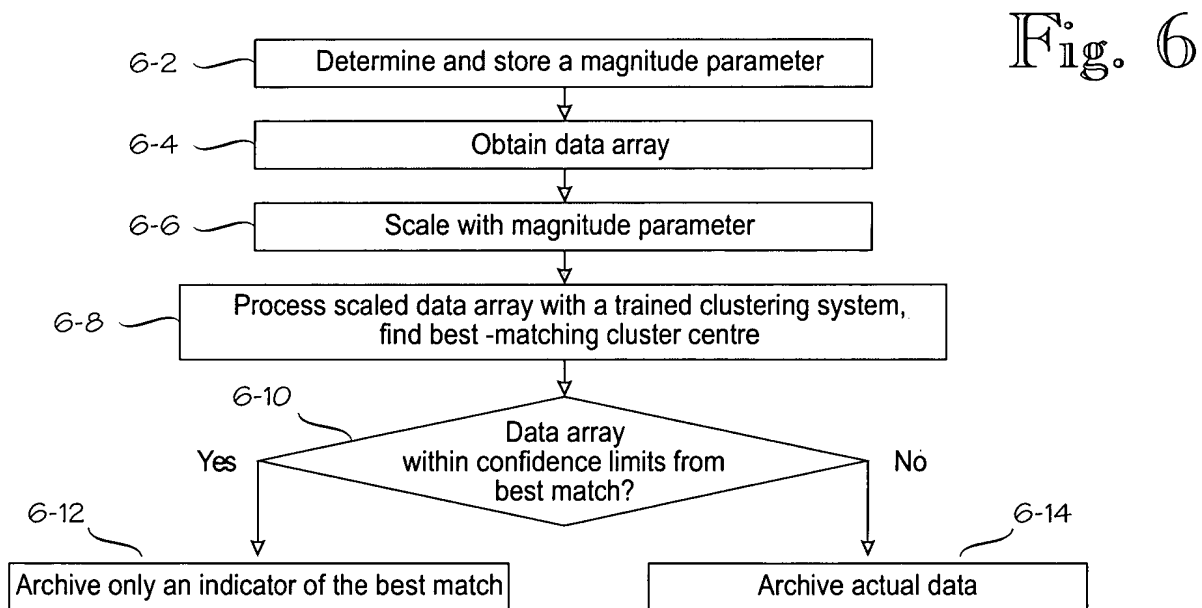 Fig. 6
6-2
Determine and store a magnitude parameter
6-4
Obtain data array
6-6
Scale with magnitude parameter
6-8
Process scaled data array with a trained clustering system,
find best -matching cluster centre
6-10
Data array
within confidence limits from
best match?
Yes
No
6-12
Archive only an indicator of the best match
6-14
Archive actual data